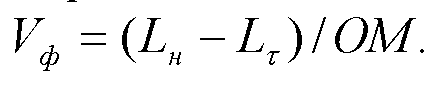 V_ф = (L_н − L_τ) / OM.